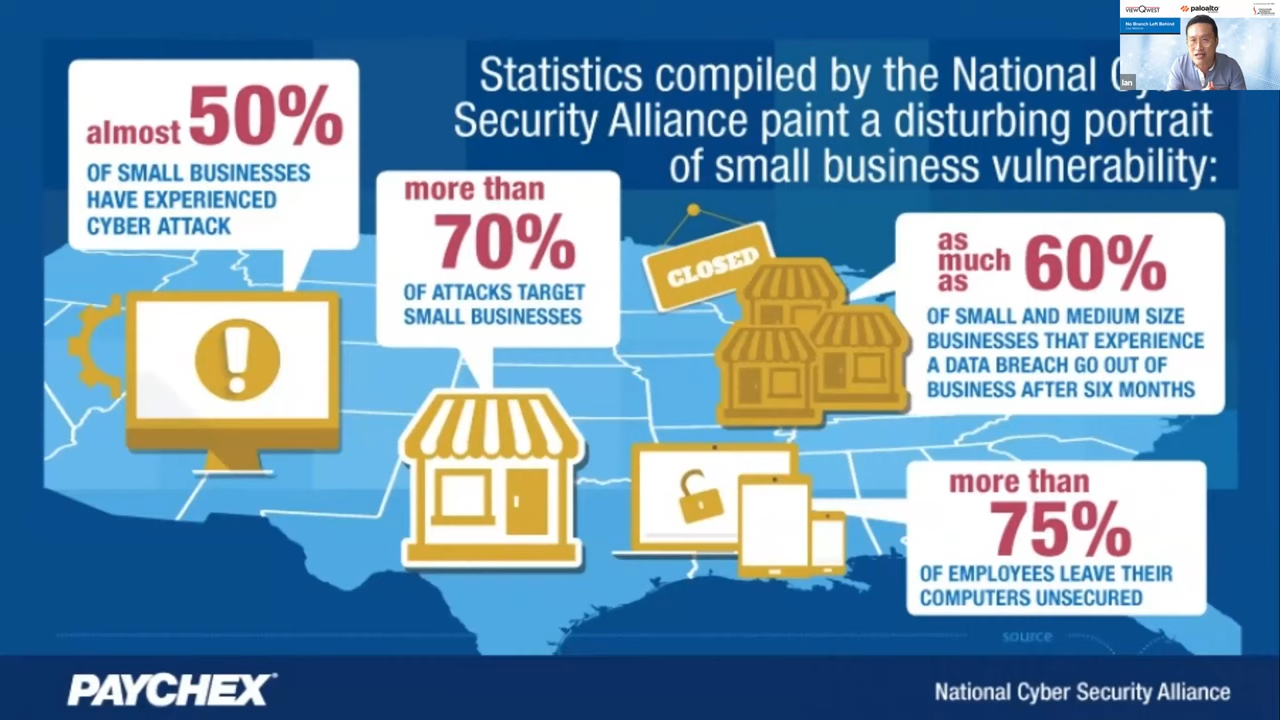 VIEWQWEST
paloalto
No Branch Left Behind
Ian
Statistics compiled by the National
Security Alliance paint a disturbing portrait
of small business vulnerability:
almost 50%
OF SMALL BUSINESSES
HAVE EXPERIENCED
CYBER ATTACK
more than
70%
OF ATTACKS TARGET
SMALL BUSINESSES
CLOSED
as
much
as
60%
OF SMALL AND MEDIUM SIZE
BUSINESSES THAT EXPERIENCE
A DATA BREACH GO OUT OF
BUSINESS AFTER SIX MONTHS
more than
75%
OF EMPLOYEES LEAVE THEIR
COMPUTERS UNSECURED
source
PAYCHEX
National Cyber Security Alliance